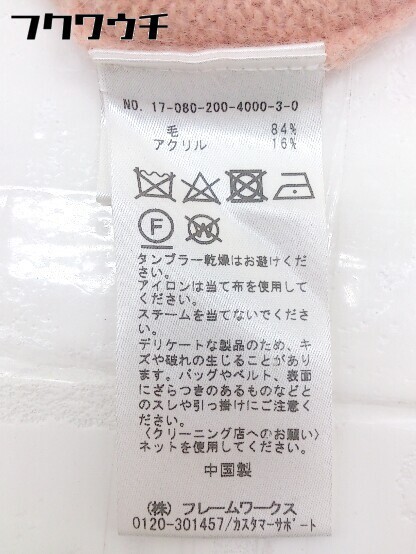 フクワウチ
NO. 17-080-200-4000-3-0
毛 84%
アクリル 16%
F
W
タンブラー乾燥はお避けくだ
さい。
アイロンは当て布を使用して
ください。
スチームを当てないでくださ
い。
デリケートな製品のため、キ
ズや破れの生じることがあり
ます。バッグやベルト、表面
にざらつきのあるものなどと
のスレや引っ掛けにご注意く
ださい。
〈クリーニング店へのお願い〉
ネットを使用してください。
中国製
(株) フレームワークス
0120-301457/カスタマーサポート